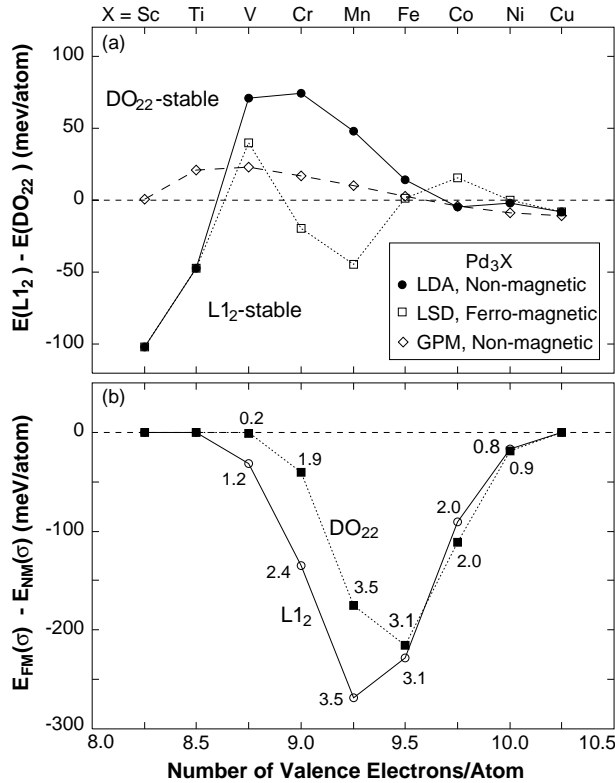 X = Sc Ti V Cr Mn Fe Co Ni Cu
(a)
100
50
0
-50
-100
E(L1₂) - E(DO₂₂) (mev/atom)
DO₂₂-stable
L1₂-stable
Pd₃X
LDA, Non-magnetic
LSD, Ferro-magnetic
GPM, Non-magnetic
(b)
0
-100
-200
-300
E_FM(σ) - E_NM(σ) (meV/atom)
0.2
1.2
1.9
2.4
DO₂₂
L1₂
3.5
3.5
3.1
3.1
2.0
2.0
0.8
0.9
8.0 8.5 9.0 9.5 10.0 10.5
Number of Valence Electrons/Atom